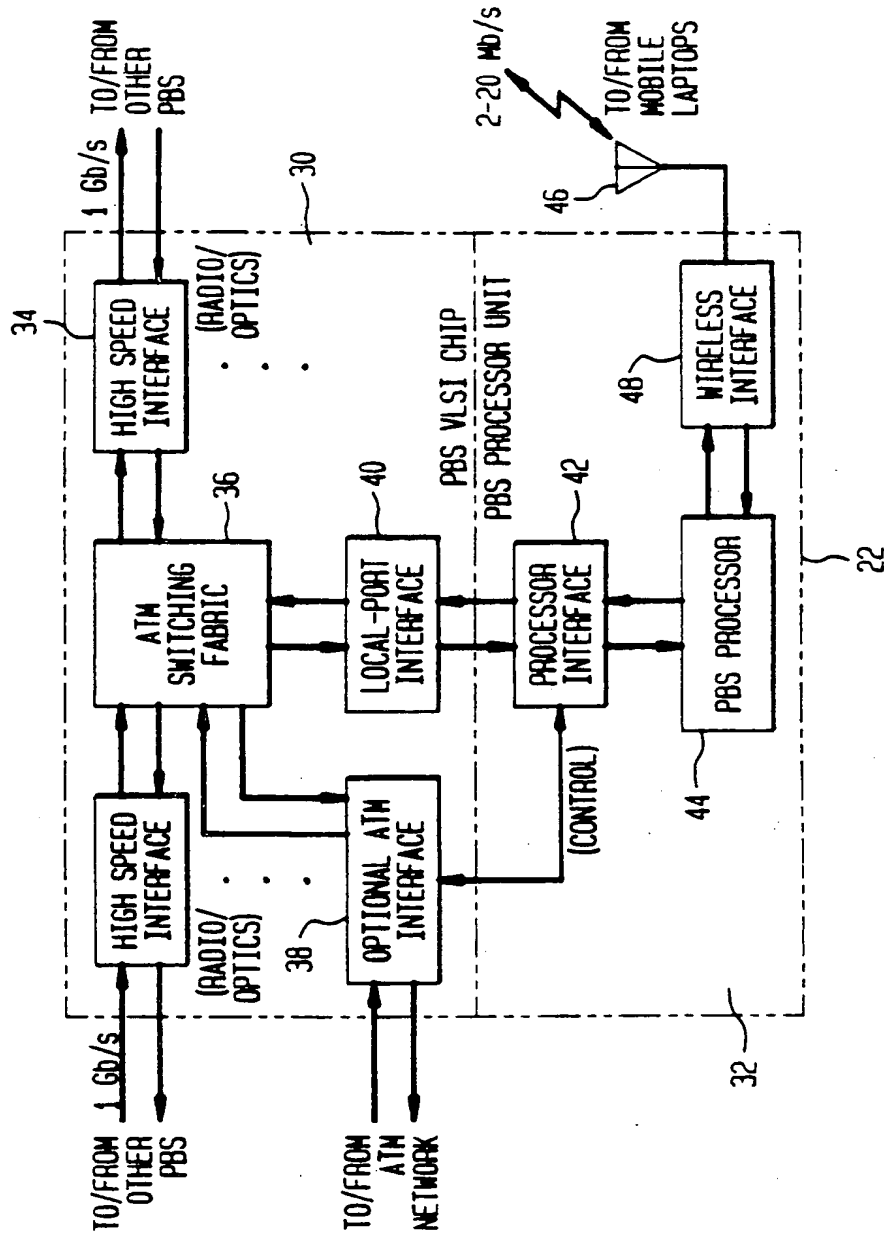 TO/FROM
OTHER
PBS
1 Gb/s
HIGH SPEED
INTERFACE
(RADIO/
OPTICS)
. . .
ATM
SWITCHING
FABRIC
36
34
HIGH SPEED
INTERFACE
(RADIO/
OPTICS)
. . .
1 Gb/s
TO/FROM
OTHER
PBS
30
TO/FROM
ATM
NETWORK
38
OPTIONAL ATM
INTERFACE
40
LOCAL-PORT
INTERFACE
PBS VLSI CHIP
PBS PROCESSOR UNIT
(CONTROL)
42
PROCESSOR
INTERFACE
44
PBS PROCESSOR
48
WIRELESS
INTERFACE
46
2-20 Mb/s
TO/FROM
MOBILE
LAPTOPS
32
22